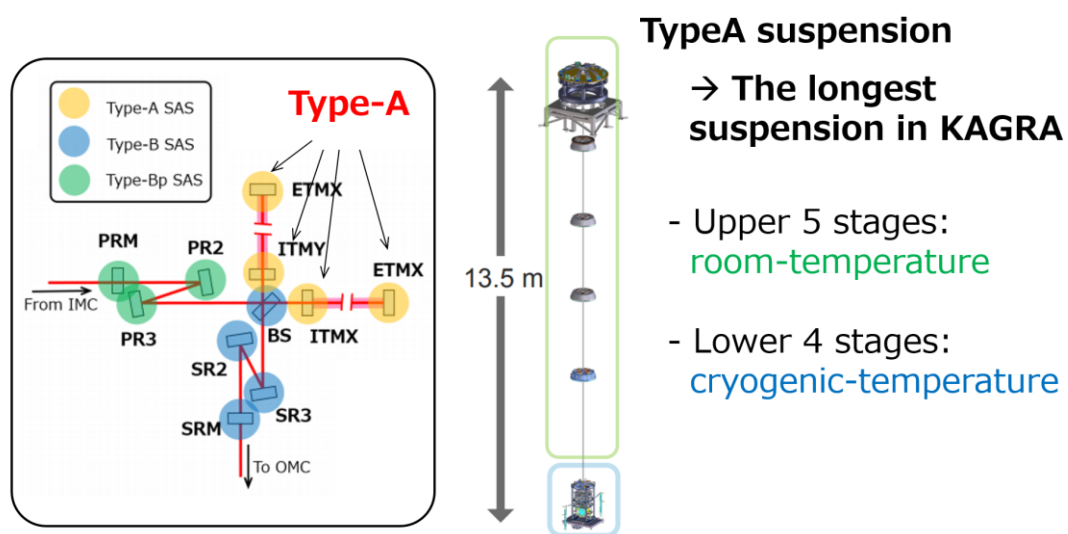 Type-A SAS
Type-B SAS
Type-Bp SAS
Type-A
ETMX
PRM
PR2
ITMY
ETMX
From IMC
PR3
BS
ITMX
SR2
SR3
SRM
To OMC
13.5 m
TypeA suspension
→ The longest
suspension in KAGRA
- Upper 5 stages:
room-temperature
- Lower 4 stages:
cryogenic-temperature